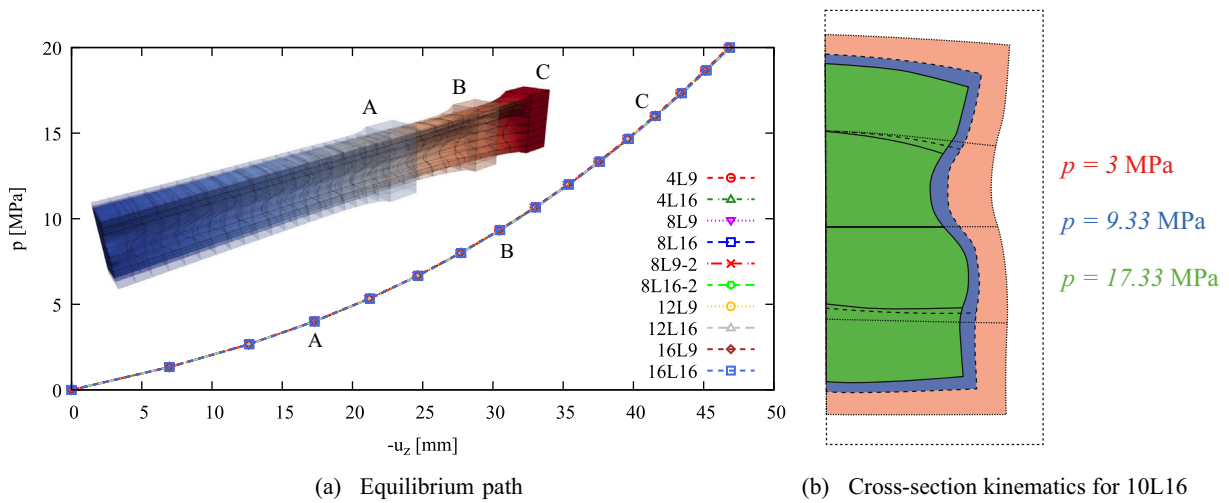 20
15
10
5
0
p [MPa]
A
B
C
A
B
C
4L9
4L16
8L9
8L16
8L9-2
8L16-2
12L9
12L16
16L9
16L16
0 5 10 15 20 25 30 35 40 45 50
-u_z [mm]
(a) Equilibrium path
p = 3 MPa
p = 9.33 MPa
p = 17.33 MPa
(b) Cross-section kinematics for 10L16